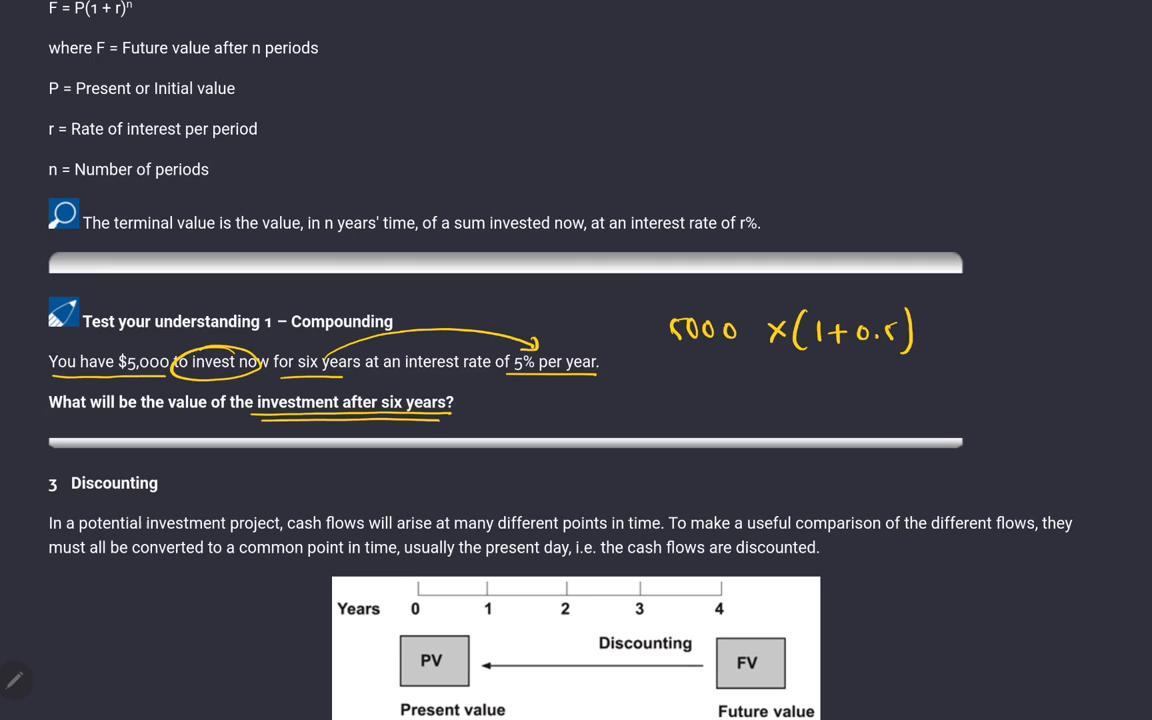 F = P(1 + r)ⁿ
where F = Future value after n periods
P = Present or Initial value
r = Rate of interest per period
n = Number of periods
The terminal value is the value, in n years' time, of a sum invested now, at an interest rate of r%.
Test your understanding 1 – Compounding
5000 ×(1+0.5)
You have $5,000 to invest now for six years at an interest rate of 5% per year.
What will be the value of the investment after six years?
3 Discounting
In a potential investment project, cash flows will arise at many different points in time. To make a useful comparison of the different flows, they
must all be converted to a common point in time, usually the present day, i.e. the cash flows are discounted.
Years 0 1 2 3 4
Discounting
PV FV
Present value Future value